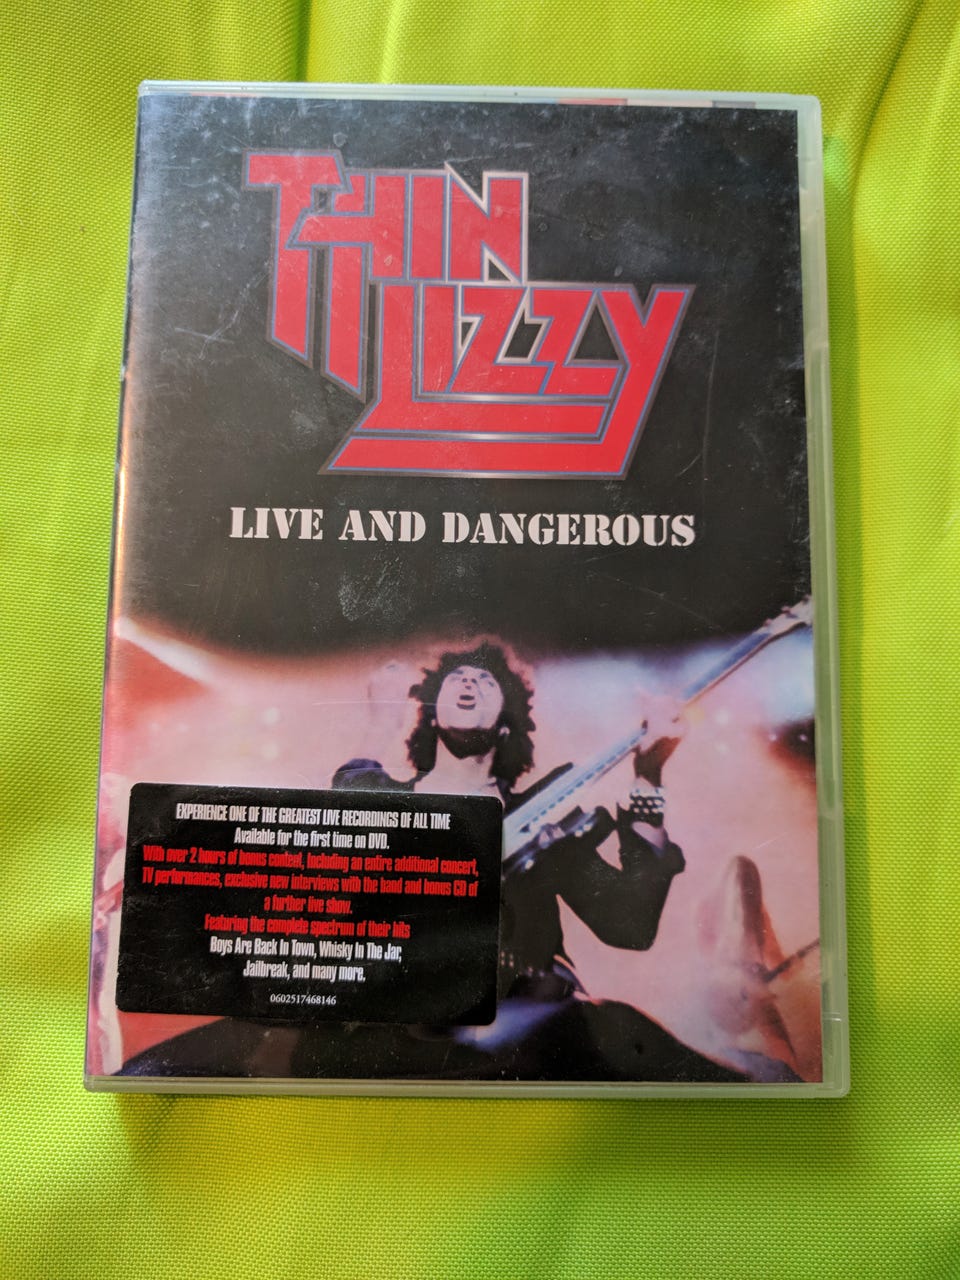 THIN
LIZZY
LIVE AND DANGEROUS
EXPERIENCE ONE OF THE GREATEST LIVE RECORDINGS OF ALL TIME
Available for the first time on DVD.
With over 2 hours of bonus content, including an entire additional concert,
TV performances, exclusive new interviews with the band and bonus CD of
a further live show.
Featuring the complete spectrum of their hits
Boys Are Back In Town, Whisky In The Jar,
Jailbreak, and many more.
0602517468146